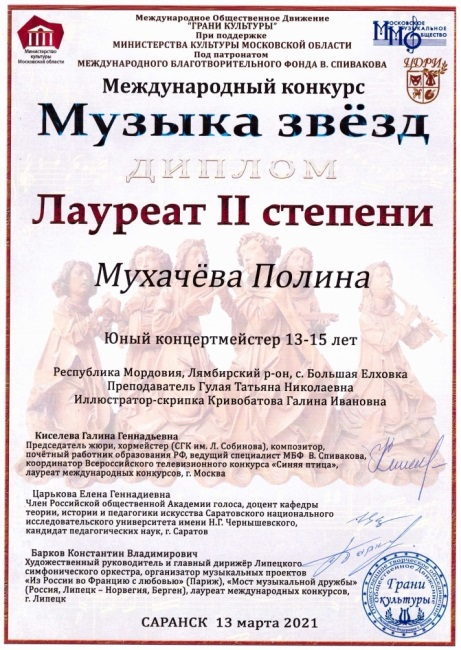 Международное Общественное Движение
"ГРАНИ КУЛЬТУРЫ"
При поддержке
МИНИСТЕРСТВА КУЛЬТУРЫ МОСКОВСКОЙ ОБЛАСТИ
Под патронатом
МЕЖДУНАРОДНОГО БЛАГОТВОРИТЕЛЬНОГО ФОНДА В. СПИВАКОВА
Министерство
культуры
Московской области
МОСКОВСКОЕ
МУЗЫКАЛЬНОЕ
ОБЩЕСТВО
ММО
ЦДРИ
Международный конкурс
Музыка звёзд
ДИПЛОМ
Лауреат II степени
Мухачёва Полина
Юный концертмейстер 13-15 лет
Республика Мордовия, Лямбирский р-он, с. Большая Елховка
Преподаватель Гулая Татьяна Николаевна
Иллюстратор-скрипка Кривобатова Галина Ивановна
Киселева Галина Геннадьевна
Председатель жюри, хормейстер (СГК им. Л. Собинова), композитор,
почётный работник образования РФ, ведущий специалист МБФ В. Спивакова,
координатор Всероссийского телевизионного конкурса «Синяя птица»,
лауреат международных конкурсов, г. Москва
Царькова Елена Геннадиевна
Член Российской общественной Академии голоса, доцент кафедры
теории, истории и педагогики искусства Саратовского национального
исследовательского университета имени Н.Г. Чернышевского,
кандидат педагогических наук, г. Саратов
Барков Константин Владимирович
Художественный руководитель и главный дирижёр Липецкого
симфонического оркестра, организатор музыкальных проектов
«Из России во Францию с любовью» (Париж), «Мост музыкальной дружбы»
(Россия, Липецк – Норвегия, Берген), лауреат международных конкурсов,
г. Липецк
Грани
культуры
САРАНСК 13 марта 2021